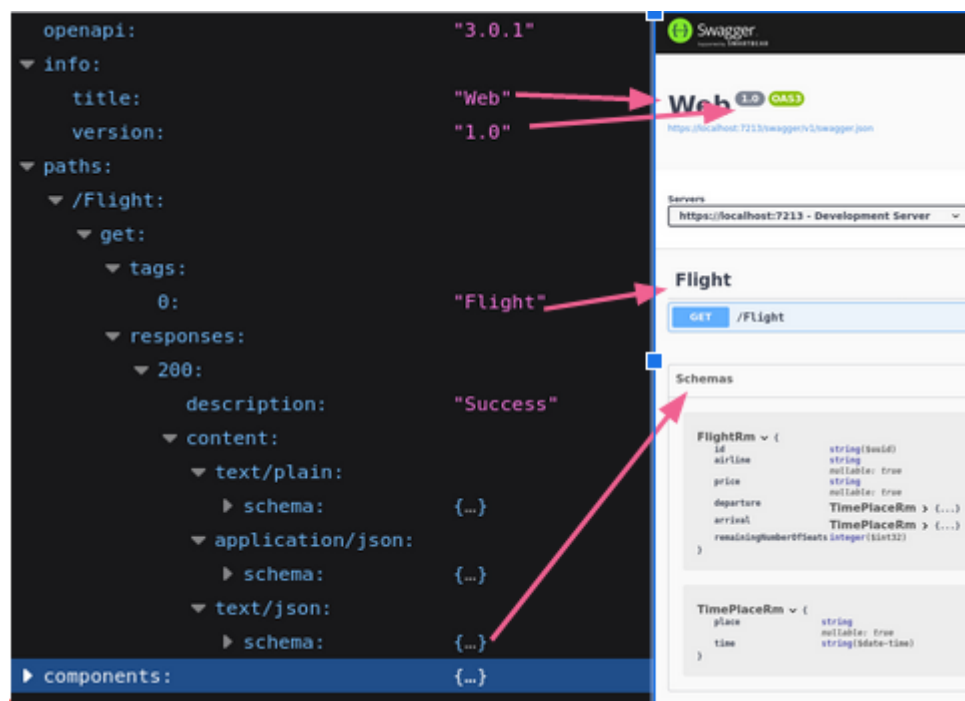 openapi: "3.0.1"
info:
title: "Web"
version: "1.0"
paths:
/Flight:
get:
tags:
0: "Flight"
responses:
200:
description: "Success"
content:
text/plain:
schema: {…}
application/json:
schema: {…}
text/json:
schema: {…}
components: {…}
Swagger
Supported by SMARTBEAR
Web 1.0 OAS3
https://localhost:7213/swagger/v1/swagger.json
Servers
https://localhost:7213 - Development Server
Flight
GET /Flight
Schemas
FlightRm {
id string($uuid)
airline string
nullable: true
price string
nullable: true
departure TimePlaceRm > {...}
arrival TimePlaceRm > {...}
remainingNumberOfSeats integer($int32)
}
TimePlaceRm {
place string
nullable: true
time string($date-time)
}